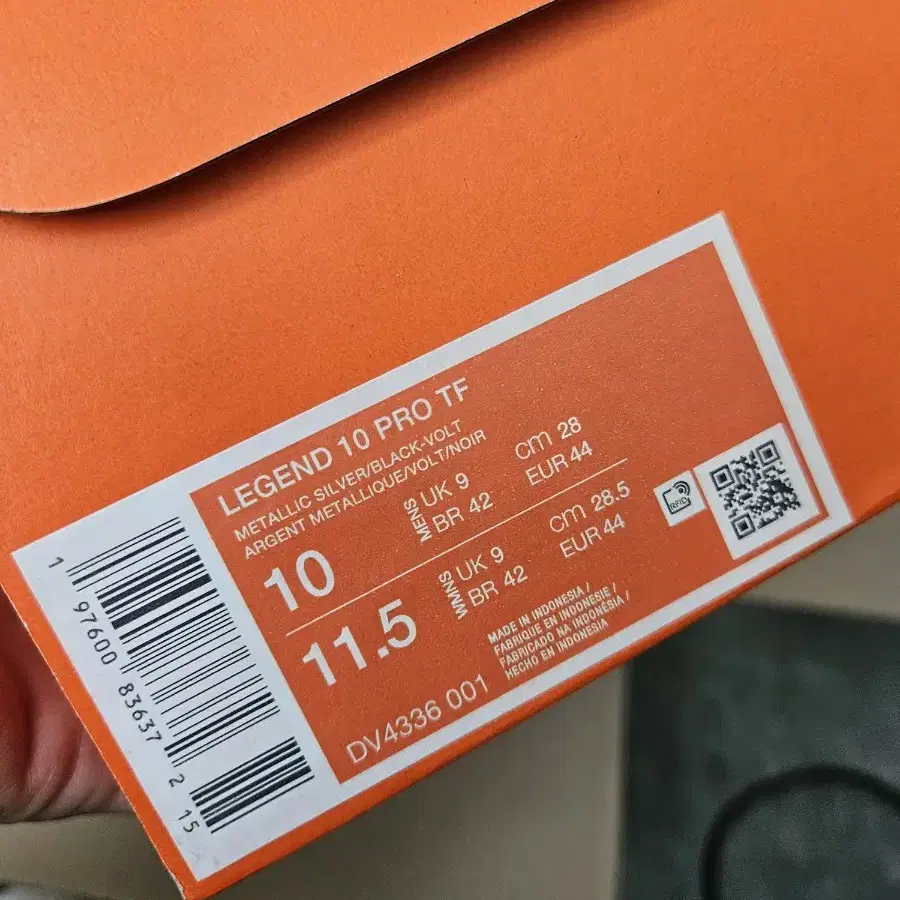 LEGEND 10 PRO TF
METALLIC SILVER/BLACK-VOLT
ARGENT METALLIQUE/VOLT/NOIR
10
MENS
UK 9
BR 42
cm 28
EUR 44
11.5
WMNS
UK 9
BR 42
cm 28.5
EUR 44
RFID
DV4336 001
MADE IN INDONESIA /
FABRIQUE EN INDONESIE /
FABRICADO NA INDONÉSIA /
HECHO EN INDONESIA
1 97600 83637 2 15